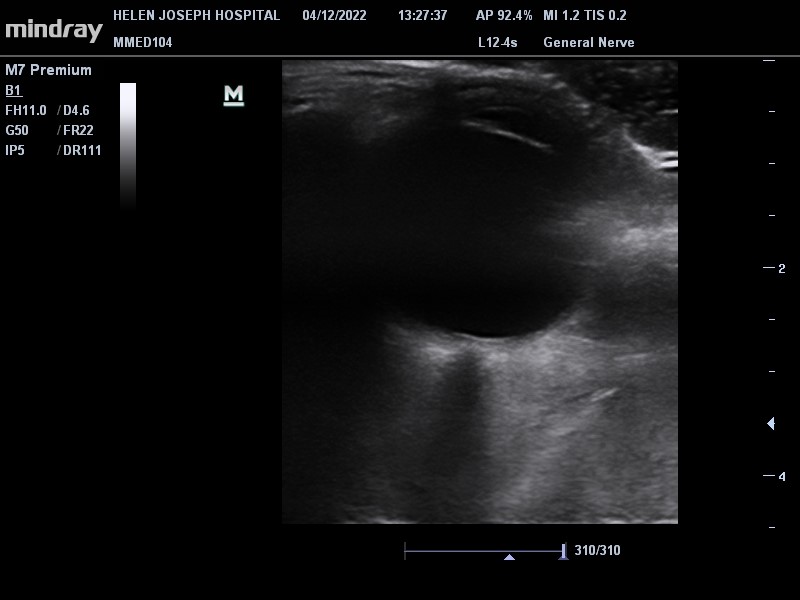 mindray
HELEN JOSEPH HOSPITAL 04/12/2022 13:27:37 AP 92.4% MI 1.2 TIS 0.2
MMED104 L12-4s General Nerve
M7 Premium
B1
FH11.0 / D4.6
G50 / FR22
IP5 / DR111
M
2
4
310/310